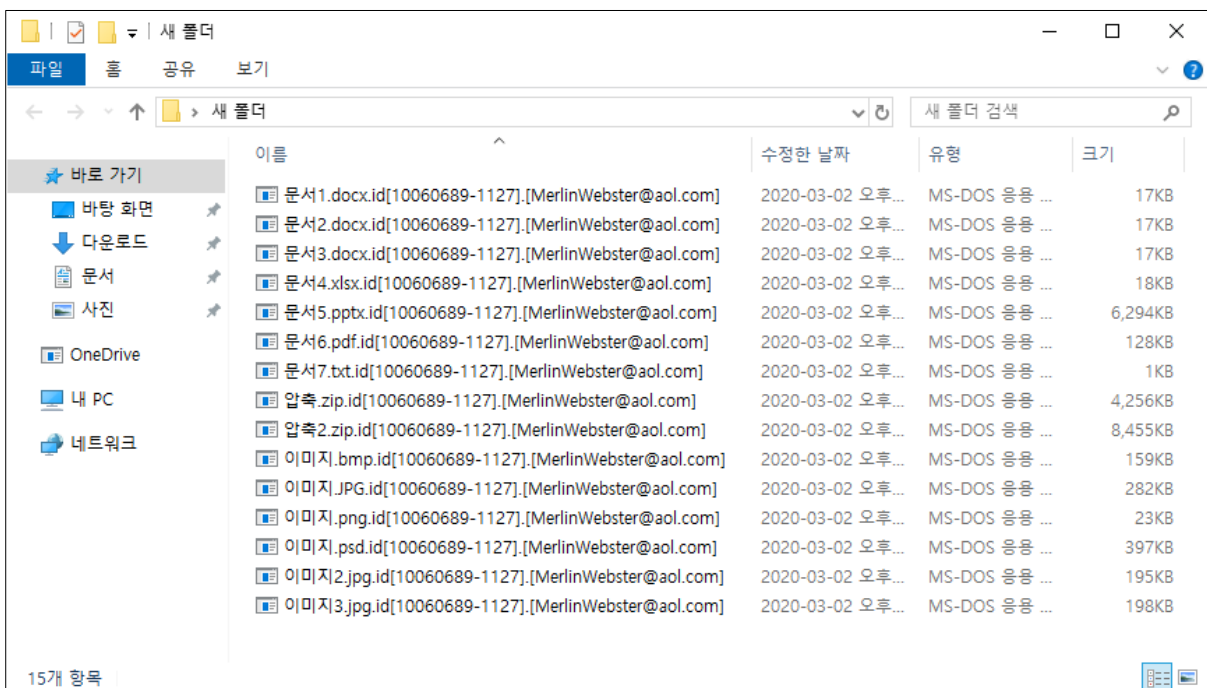 새 폴더
파일 홈 공유 보기
새 폴더 새 폴더 검색
이름 수정한 날짜 유형 크기
바로 가기
바탕 화면
다운로드
문서
사진
OneDrive
내 PC
네트워크
문서1.docx.id[10060689-1127].[MerlinWebster@aol.com] 2020-03-02 오후... MS-DOS 응용 ... 17KB
문서2.docx.id[10060689-1127].[MerlinWebster@aol.com] 2020-03-02 오후... MS-DOS 응용 ... 17KB
문서3.docx.id[10060689-1127].[MerlinWebster@aol.com] 2020-03-02 오후... MS-DOS 응용 ... 17KB
문서4.xlsx.id[10060689-1127].[MerlinWebster@aol.com] 2020-03-02 오후... MS-DOS 응용 ... 18KB
문서5.pptx.id[10060689-1127].[MerlinWebster@aol.com] 2020-03-02 오후... MS-DOS 응용 ... 6,294KB
문서6.pdf.id[10060689-1127].[MerlinWebster@aol.com] 2020-03-02 오후... MS-DOS 응용 ... 128KB
문서7.txt.id[10060689-1127].[MerlinWebster@aol.com] 2020-03-02 오후... MS-DOS 응용 ... 1KB
압축.zip.id[10060689-1127].[MerlinWebster@aol.com] 2020-03-02 오후... MS-DOS 응용 ... 4,256KB
압축2.zip.id[10060689-1127].[MerlinWebster@aol.com] 2020-03-02 오후... MS-DOS 응용 ... 8,455KB
이미지.bmp.id[10060689-1127].[MerlinWebster@aol.com] 2020-03-02 오후... MS-DOS 응용 ... 159KB
이미지.JPG.id[10060689-1127].[MerlinWebster@aol.com] 2020-03-02 오후... MS-DOS 응용 ... 282KB
이미지.png.id[10060689-1127].[MerlinWebster@aol.com] 2020-03-02 오후... MS-DOS 응용 ... 23KB
이미지.psd.id[10060689-1127].[MerlinWebster@aol.com] 2020-03-02 오후... MS-DOS 응용 ... 397KB
이미지2.jpg.id[10060689-1127].[MerlinWebster@aol.com] 2020-03-02 오후... MS-DOS 응용 ... 195KB
이미지3.jpg.id[10060689-1127].[MerlinWebster@aol.com] 2020-03-02 오후... MS-DOS 응용 ... 198KB
15개 항목